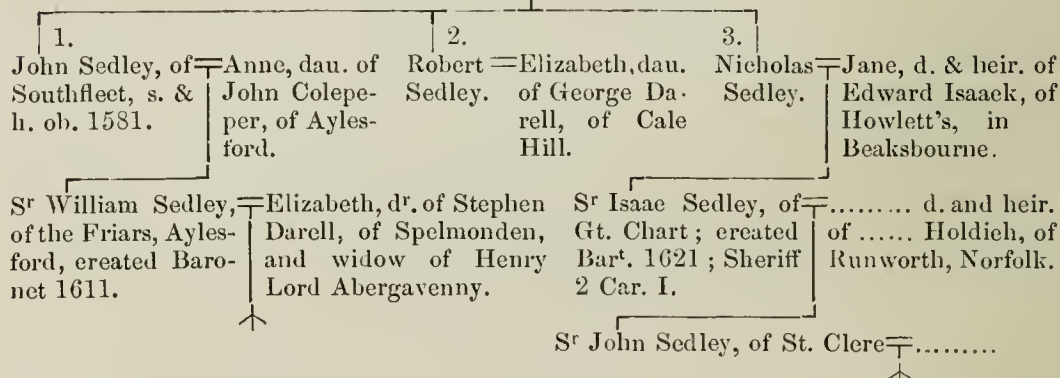 1.
John Sedley, of
Southfleet, s. &
h. ob. 1581.
Anne, dau. of
John Colepe-
per, of Ayles-
ford.
2.
Robert
Sedley.
Elizabeth, dau.
of George Da-
rell, of Cale
Hill.
3.
Nicholas
Sedley.
Jane, d. & heir. of
Edward Isaack, of
Howlett's, in
Beaksbourne.
Sr William Sedley,
of the Friars, Ayles-
ford, created Baro-
net 1611.
Elizabeth, dr. of Stephen
Darell, of Spelmonden,
and widow of Henry
Lord Abergavenny.
Sr Isaac Sedley, of
Gt. Chart; created
Bart. 1621; Sheriff
2 Car. I.
......... d. and heir.
of ...... Holdich, of
Runworth, Norfolk.
Sr John Sedley, of St. Clere .........